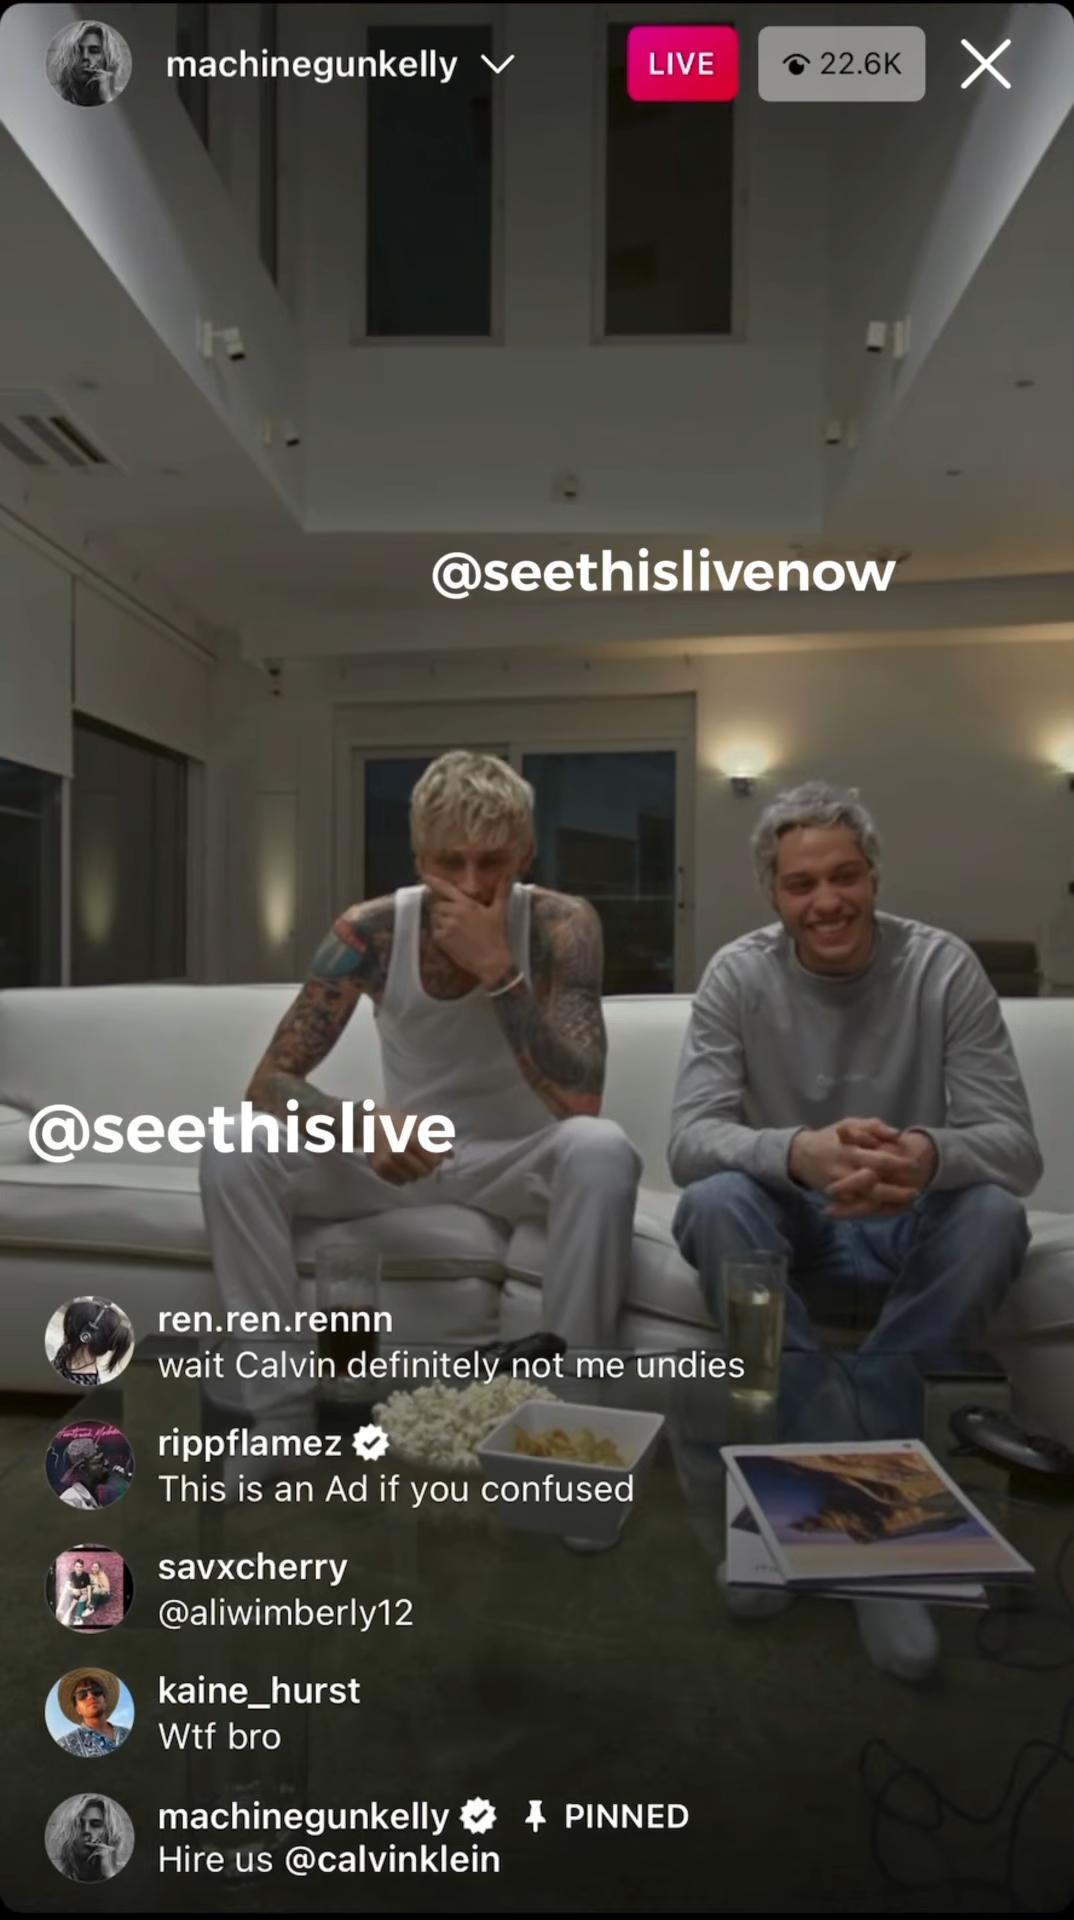 machinegunkelly
LIVE
22.6K
@seethislivenow
@seethislive
ren.ren.rennn
wait Calvin definitely not me undies
rippflamez
This is an Ad if you confused
savxcherry
@aliwimberly12
kaine_hurst
Wtf bro
machinegunkelly PINNED
Hire us @calvinklein